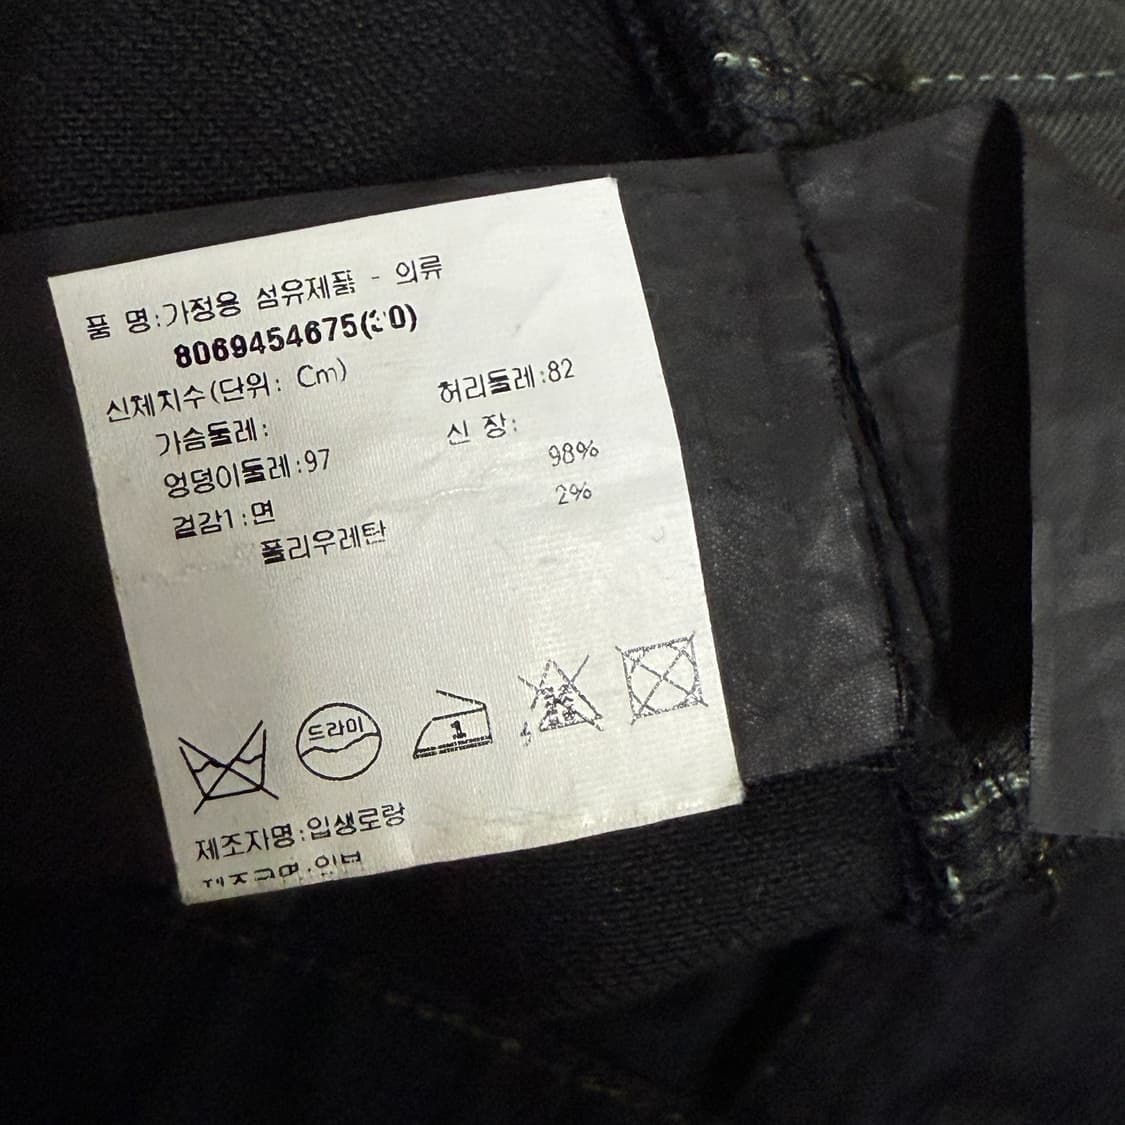 품 명:가정용 섬유제품 - 의류
8069454675(30)
신체치수(단위: Cm)
가슴둘레: 허리둘레:82
엉덩이둘레:97 신 장:
겉감1:면 98%
폴리우레탄 2%
드라이
1
제조자명:입생로랑